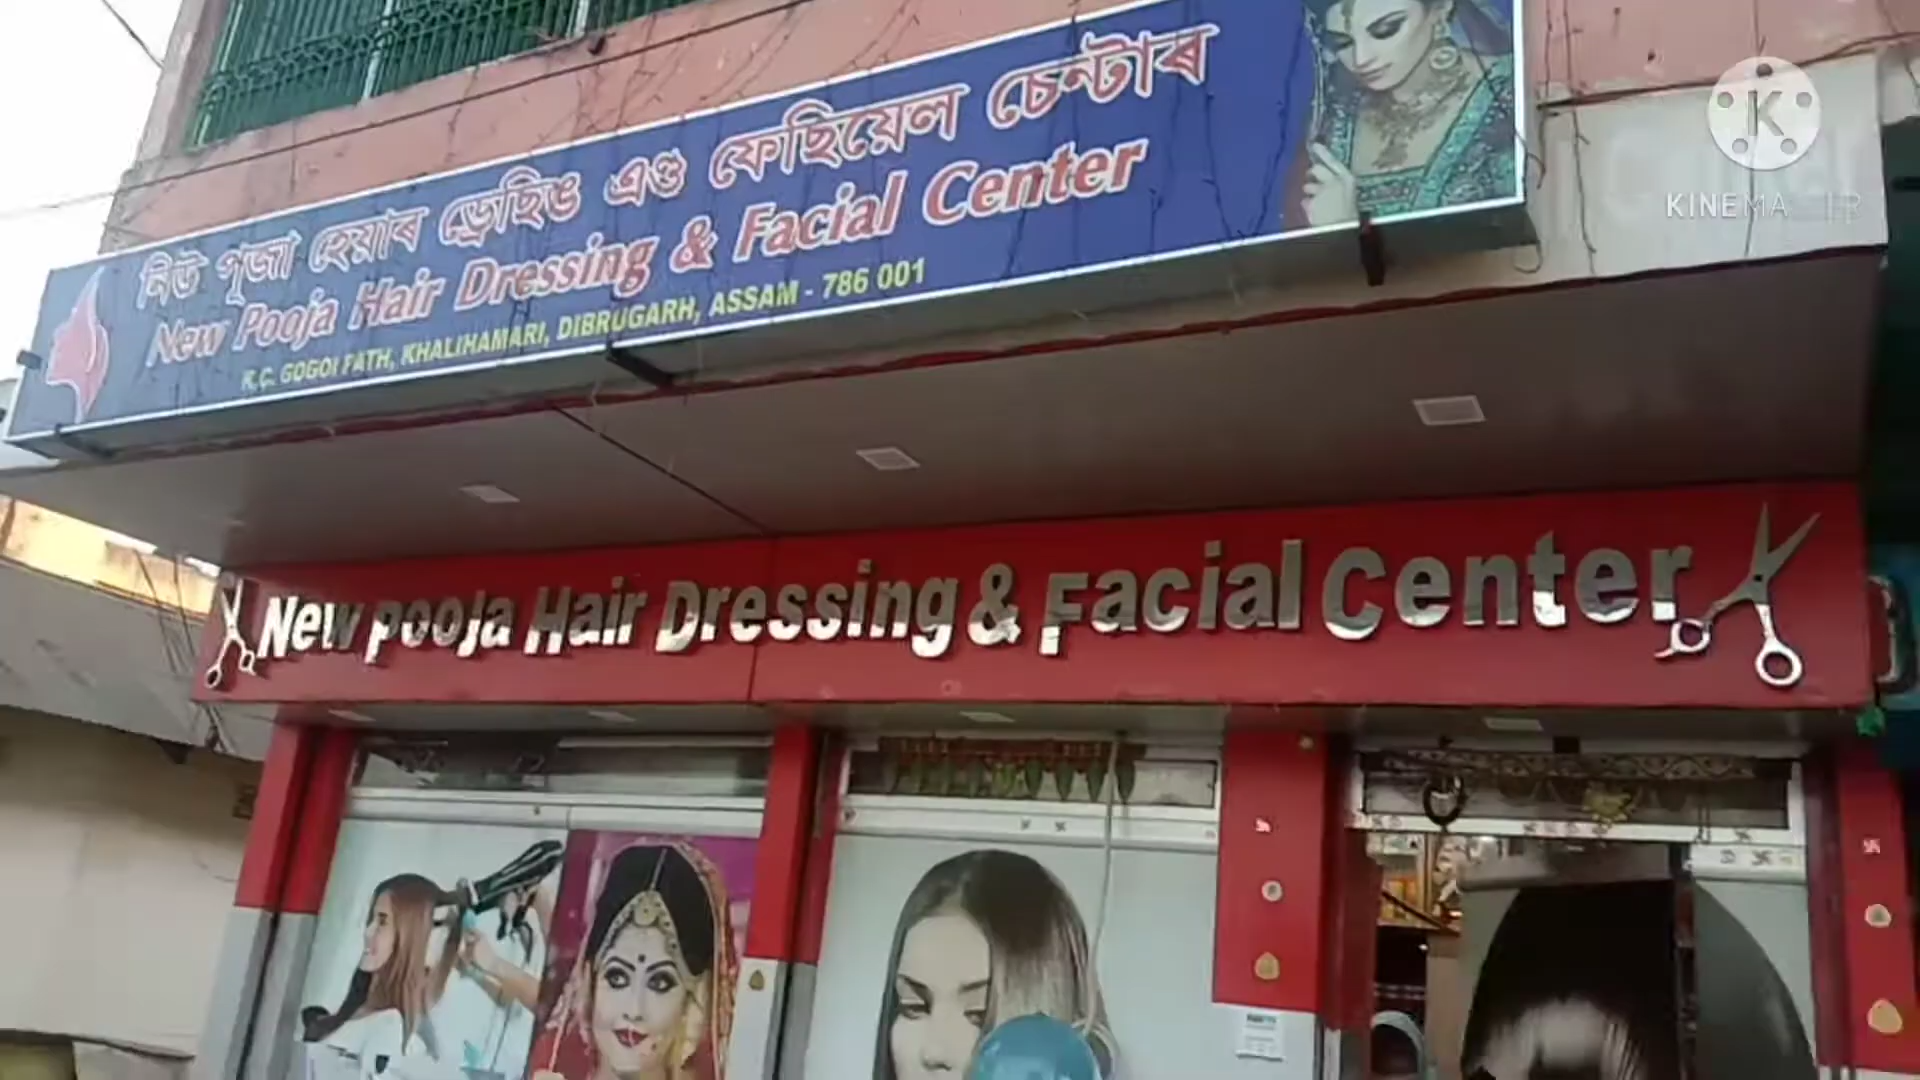 নিউ পূজা হেয়াৰ ড্ৰেছিঙ এণ্ড ফেছিয়েল চেন্টাৰ
New Pooja Hair Dressing & Facial Center
K.C. GOGOI PATH, KHALIHAMARI, DIBRUGARH, ASSAM - 786 001
K
KINEMASTER
New Pooja Hair Dressing & Facial Center